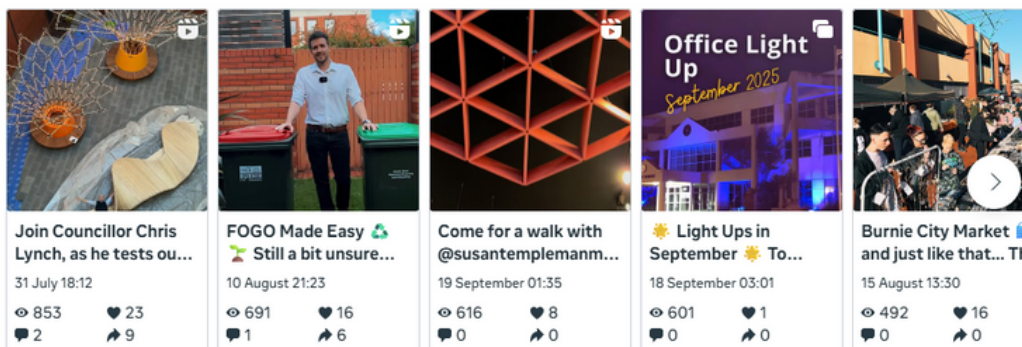 Office Light
Up
September 2025
Join Councillor Chris
Lynch, as he tests ou...
31 July 18:12
853 23
2 9
FOGO Made Easy ♻️
🌱 Still a bit unsure...
10 August 21:23
691 16
1 6
Come for a walk with
@susantemplemanm...
19 September 01:35
616 8
0 0
🌟 Light Ups in
September 🌟 To...
18 September 03:01
601 1
0 0
Burnie City Market
and just like that...
15 August 13:30
492 16
0 0